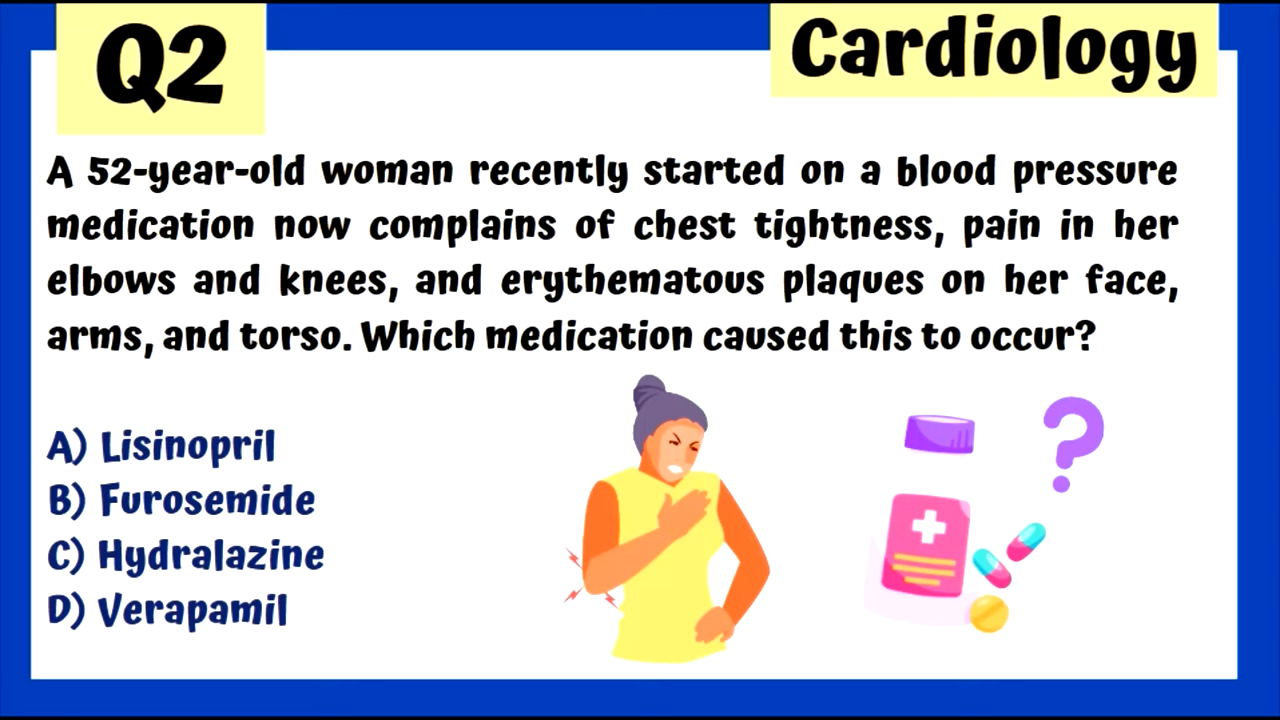 Q2
Cardiology
A 52-year-old woman recently started on a blood pressure
medication now complains of chest tightness, pain in her
elbows and knees, and erythematous plaques on her face,
arms, and torso. Which medication caused this to occur?
A) Lisinopril
B) Furosemide
C) Hydralazine
D) Verapamil